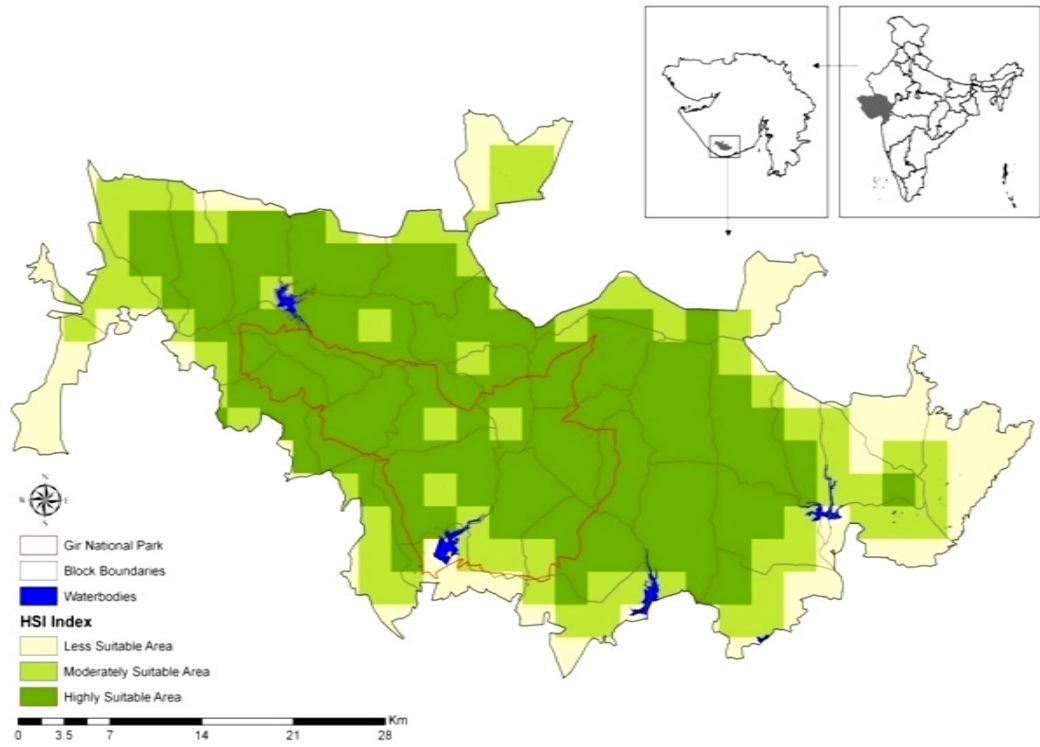 N
W E
S
Gir National Park
Block Boundaries
Waterbodies
HSI Index
Less Suitable Area
Moderately Suitable Area
Highly Suitable Area
Km
0 3.5 7 14 21 28